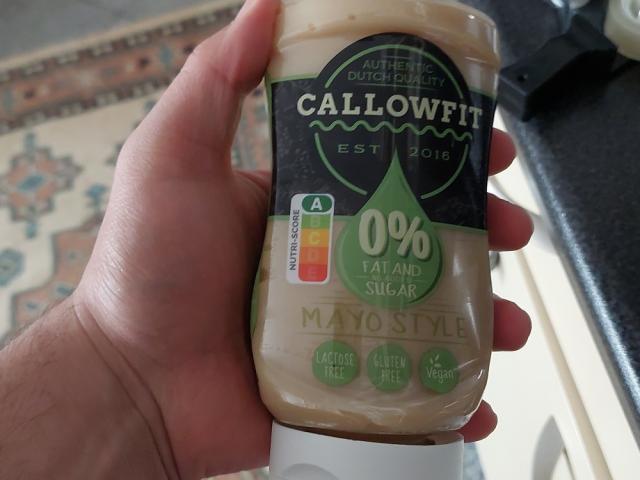 AUTHENTIC
DUTCH QUALITY
CALLOWFIT
EST 2016
NUTRI-SCORE
A
B
C
D
E
0%
FAT AND
SUGAR
MAYO STYLE
LACTOSE
FREE
GLUTEN
FREE
Vegan